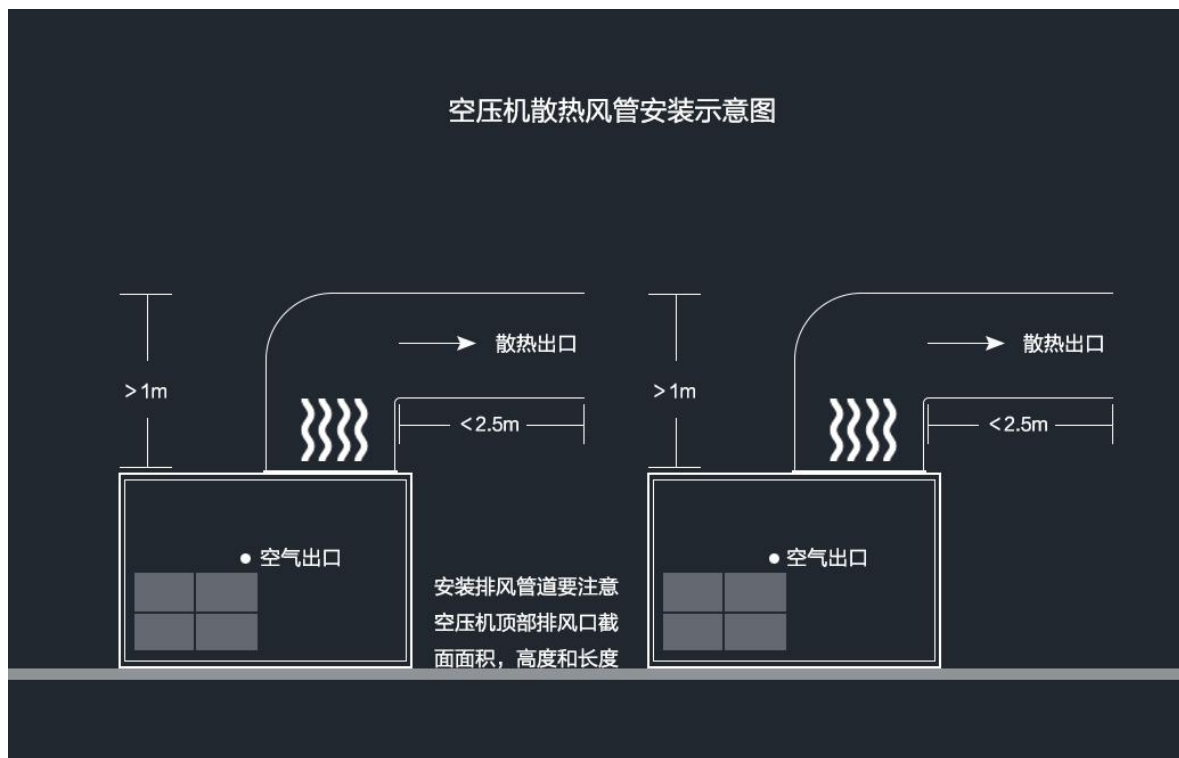 空压机散热风管安装示意图
散热出口
散热出口
>1m
>1m
<2.5m
<2.5m
空气出口
空气出口
安装排风管道要注意
空压机顶部排风口截
面面积，高度和长度